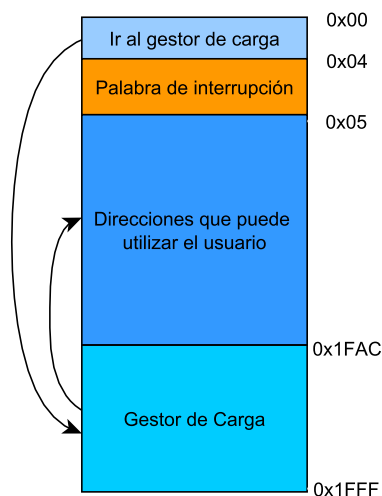 Ir al gestor de carga
0x00
0x04
Palabra de interrupción
0x05
Direcciones que puede
utilizar el usuario
0x1FAC
Gestor de Carga
0x1FFF